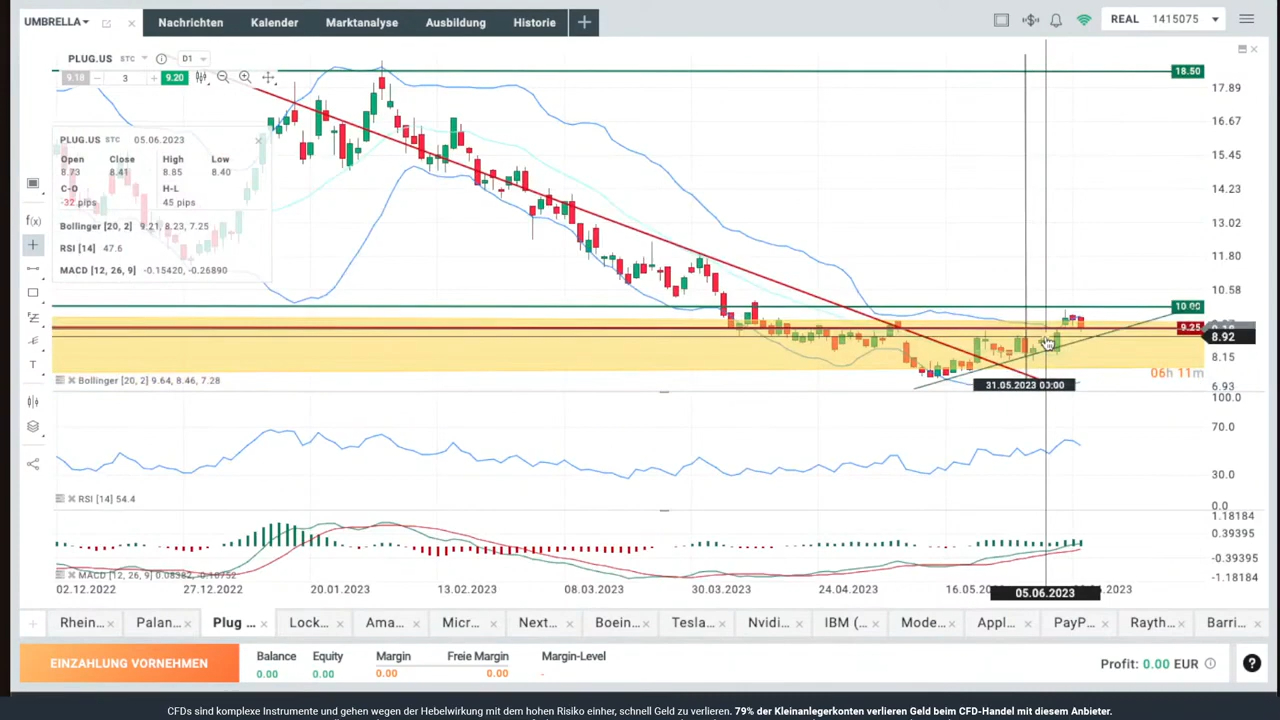 UMBRELLA
Nachrichten
Kalender
Marktanalyse
Ausbildung
Historie
REAL 1415075
PLUG.US STC D1
9.18 3 9.20
18.50
17.89
16.67
15.45
14.23
13.02
11.80
10.58
10.00
9.25
8.92
8.15
6.93
PLUG.US STC 05.06.2023
Open Close High Low
8.73 8.41 8.85 8.40
C-O H-L
-32 pips 45 pips
Bollinger [20, 2] 9.21, 8.23, 7.25
RSI [14] 47.6
MACD [12, 26, 9] -0.15420, -0.26890
f(x)
T
06h 11m
Bollinger [20, 2] 9.64, 8.46, 7.28
31.05.2023 00:00
100.0
70.0
30.0
0.0
RSI [14] 54.4
1.18184
0.39395
-0.39395
-1.18184
MACD [12, 26, 9] 0.08382, -0.10752
02.12.2022 27.12.2022 20.01.2023 13.02.2023 08.03.2023 30.03.2023 24.04.2023 05.06.2023
Rhein... Palan... Plug ... Lock... Ama... Micr... Next... Boein... Tesla... Nvidi... IBM (... Mode... Appl... PayP... Rayth... Barri...
EINZAHLUNG VORNEHMEN
Balance Equity Margin Freie Margin Margin-Level
0.00 0.00 0.00 0.00 -
Profit: 0.00 EUR
CFDs sind komplexe Instrumente und gehen wegen der Hebelwirkung mit dem hohen Risiko einher, schnell Geld zu verlieren. 79% der Kleinanlegerkonten verlieren Geld beim CFD-Handel mit diesem Anbieter.